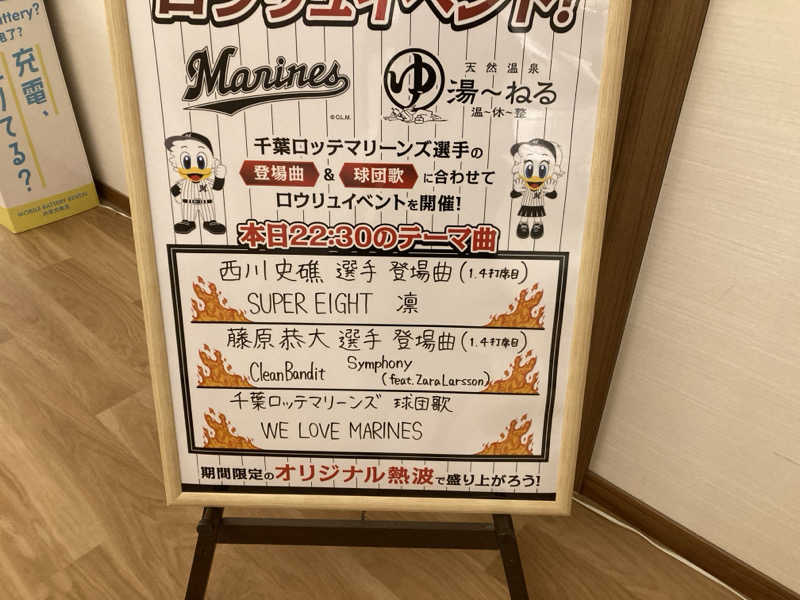 ロウリュイベント!
Marines
ゆ
天然温泉
湯〜ねる
温〜休〜整
©C.L.M.
千葉ロッテマリーンズ選手の
登場曲 & 球団歌 に合わせて
ロウリュイベントを開催!
本日22:30のテーマ曲
西川史礁 選手 登場曲(1.4打席目)
SUPER EIGHT 凛
藤原恭大 選手 登場曲(1.4打席目)
CleanBandit Symphony
(feat.ZaraLarsson)
千葉ロッテマリーンズ 球団歌
WE LOVE MARINES
期間限定のオリジナル熱波で盛り上がろう!
充電、
てる?
MOBILE BATTERY RENTAL